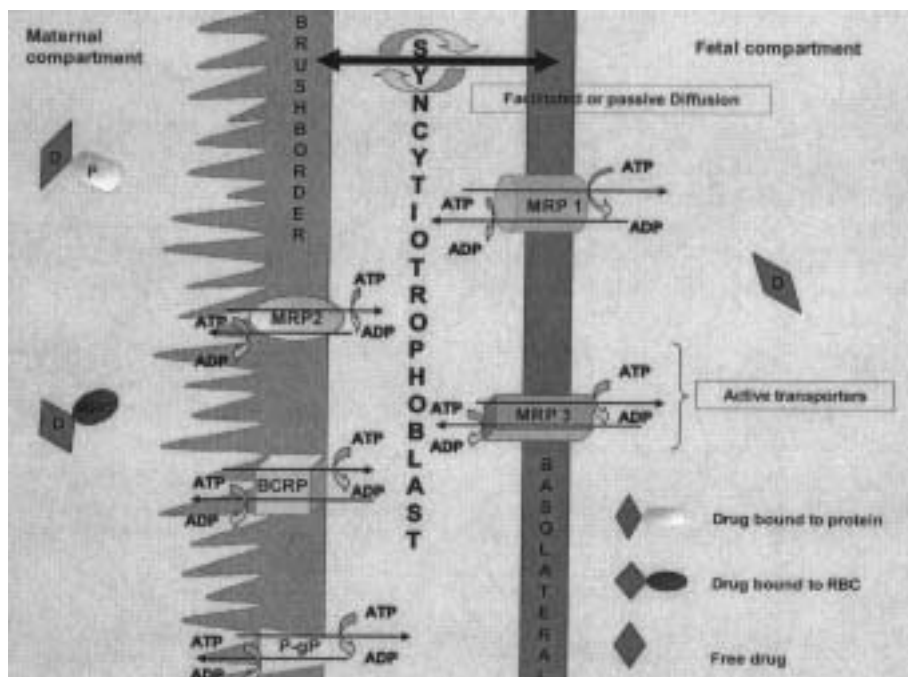 Maternal
compartment
BRUSHBORDER
SYNCYTIOTROPHOBLAST
Fetal compartment
Facilitated or passive Diffusion
D
P
ATP
MRP 1
ATP
ADP
ADP
D
ATP
MRP2
ATP
ADP
ADP
ATP
MRP 3
ATP
ADP
ADP
Active transporters
D
ATP
BCRP
ATP
ADP
ADP
BASOLATERA
Drug bound to protein
Drug bound to RBC
Free drug
ATP
P-gP
ATP
ADP
ADP